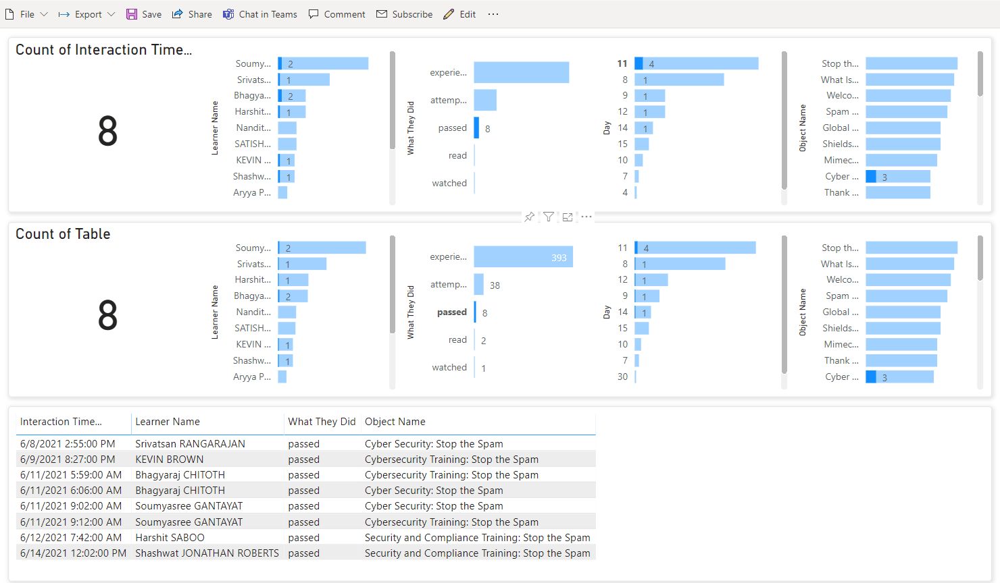 File Export Save Share Chat in Teams Comment Subscribe Edit ...
Count of Interaction Time...
8
Learner Name
Soumy... 2
Srivats... 1
Bhagya... 2
Harshit... 1
Nandit...
SATISH...
KEVIN ... 1
Shashw... 1
Aryya P...
What They Did
experie...
attemp...
passed 8
read
watched
Day
11 4
8 1
9 1
12 1
14 1
15
10
7
4
Object Name
Stop th...
What Is...
Welco...
Spam ...
Global ...
Shields...
Mimec...
Cyber ... 3
Thank ...
Count of Table
8
Learner Name
Soumy... 2
Srivats... 1
Harshit... 1
Bhagya... 2
Nandit...
SATISH...
KEVIN ... 1
Shashw... 1
Aryya P...
What They Did
experie... 393
attemp... 38
passed 8
read 2
watched 1
Day
11 4
8 1
12 1
9 1
14 1
15
10
7
30
Object Name
Stop th...
What Is...
Welco...
Spam ...
Global ...
Shields...
Mimec...
Thank ...
Cyber ... 3
Interaction Time... Learner Name What They Did Object Name
6/8/2021 2:55:00 PM Srivatsan RANGARAJAN passed Cyber Security: Stop the Spam
6/9/2021 8:27:00 PM KEVIN BROWN passed Cybersecurity Training: Stop the Spam
6/11/2021 5:59:00 AM Bhagyaraj CHITOTH passed Cybersecurity Training: Stop the Spam
6/11/2021 6:06:00 AM Bhagyaraj CHITOTH passed Cyber Security: Stop the Spam
6/11/2021 9:02:00 AM Soumyasree GANTAYAT passed Cyber Security: Stop the Spam
6/11/2021 9:12:00 AM Soumyasree GANTAYAT passed Cybersecurity Training: Stop the Spam
6/12/2021 7:42:00 AM Harshit SABOO passed Security and Compliance Training: Stop the Spam
6/14/2021 12:02:00 PM Shashwat JONATHAN ROBERTS passed Security and Compliance Training: Stop the Spam